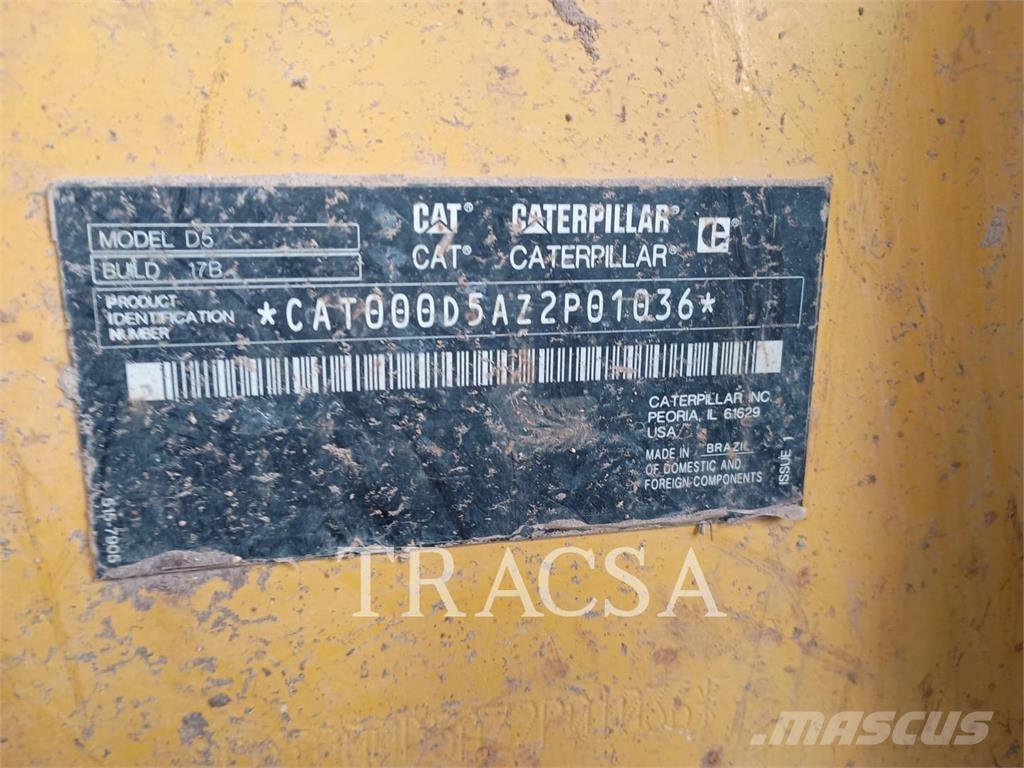 MODEL D5
BUILD 17B
CAT® CATERPILLAR®
CAT® CATERPILLAR®
PRODUCT
IDENTIFICATION
NUMBER
*CAT000D5AZ2P01036*
CATERPILLAR INC.
PEORIA, IL 61629
USA
MADE IN BRAZIL
OF DOMESTIC AND
FOREIGN COMPONENTS
ISSUE 1
TRACSA
MASCUS